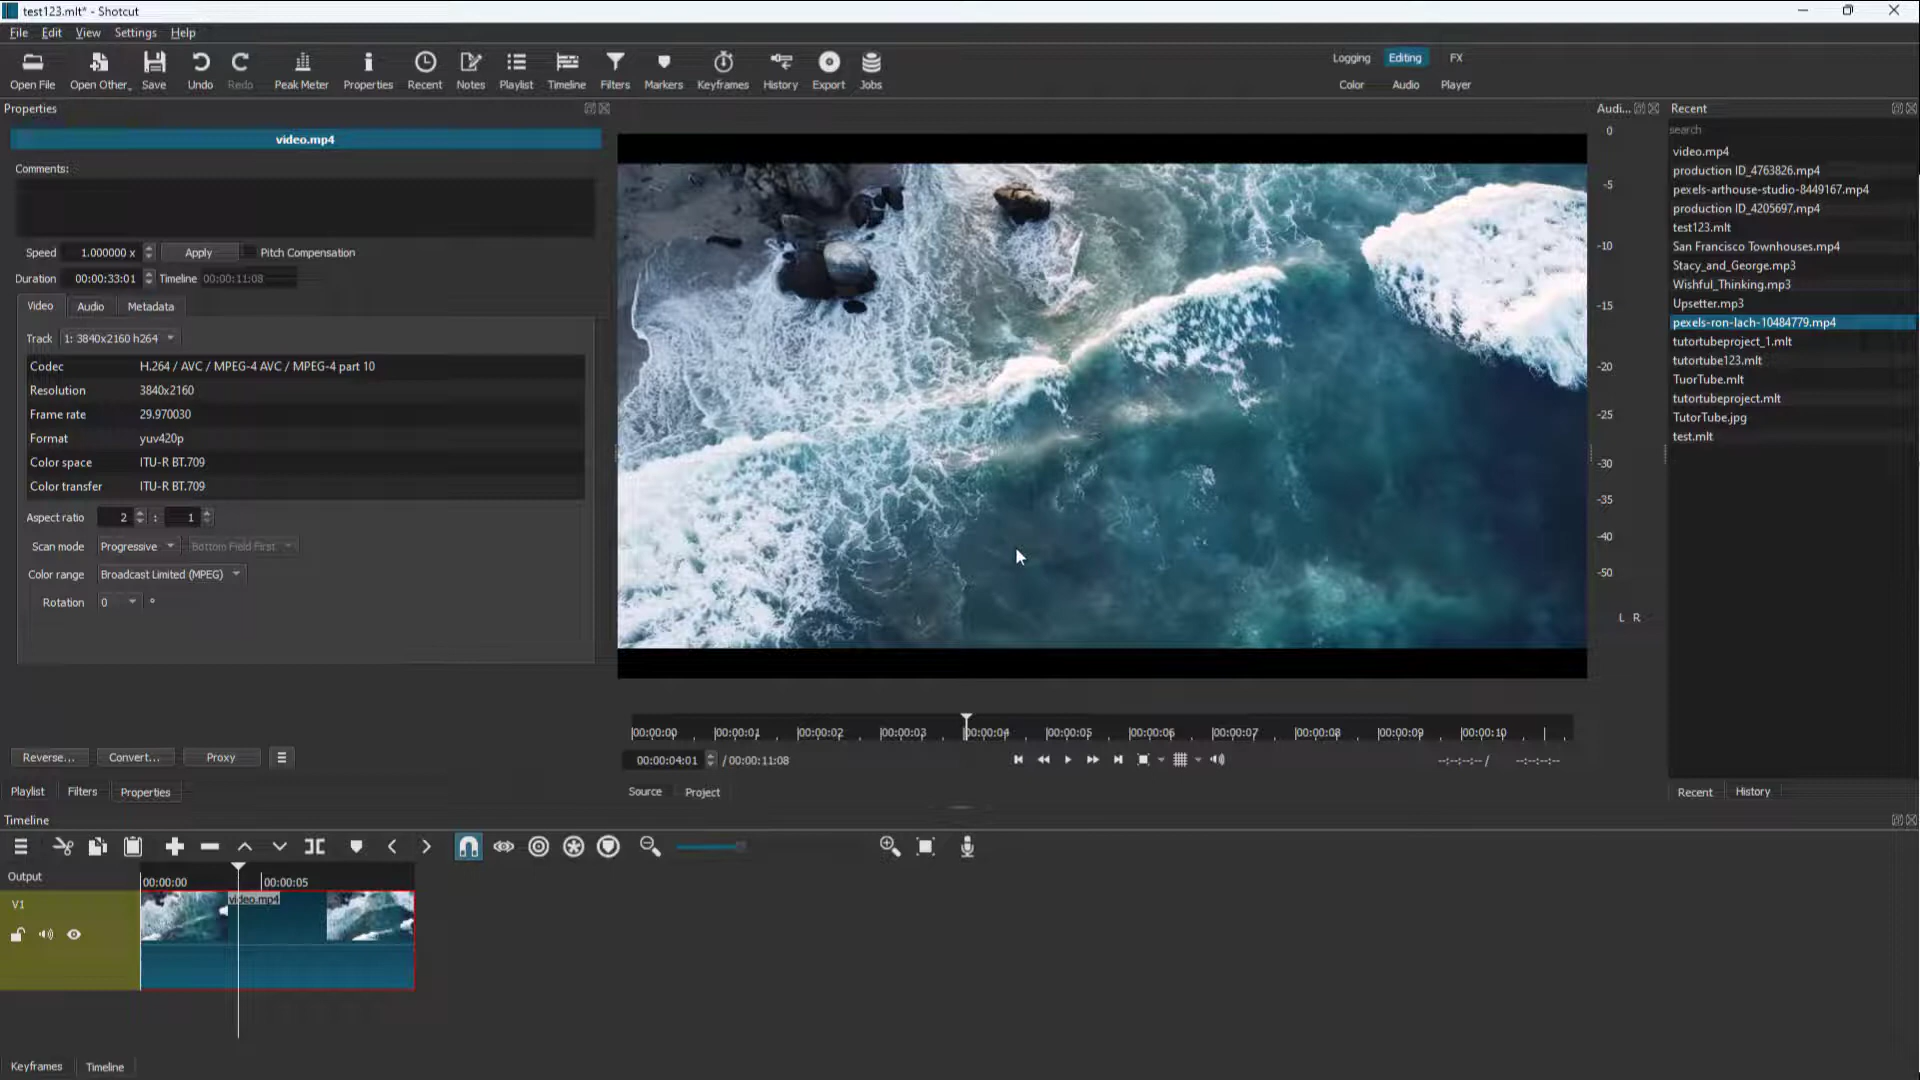 test123.mlt* - Shotcut
File Edit View Settings Help
Open File Open Other... Save Undo Redo Peak Meter Properties Recent Notes Playlist Timeline Filters Markers Keyframes History Export Jobs
Logging Editing FX
Color Audio Player
Properties
video.mp4
Comments:
Speed 1.000000 x Apply Pitch Compensation
Duration 00:00:33:01 Timeline 00:00:11:08
Video Audio Metadata
Track 1: 3840x2160 h264
Codec H.264 / AVC / MPEG-4 AVC / MPEG-4 part 10
Resolution 3840x2160
Frame rate 29.970030
Format yuv420p
Color space ITU-R BT.709
Color transfer ITU-R BT.709
Aspect ratio 2 : 1
Scan mode Progressive Bottom Field First
Color range Broadcast Limited (MPEG)
Rotation 0 °
Reverse... Convert... Proxy
Playlist Filters Properties
00:00:00 00:00:01 00:00:02 00:00:03 00:00:04 00:00:05 00:00:06 00:00:07 00:00:08 00:00:09 00:00:10
00:00:04:01 / 00:00:11:08
--:--:--:-- / --:--:--:--
Source Project
Audi...
0
-5
-10
-15
-20
-25
-30
-35
-40
-50
L R
Recent
search
video.mp4
production ID_4763826.mp4
pexels-arthouse-studio-8449167.mp4
production ID_4205697.mp4
test123.mlt
San Francisco Townhouses.mp4
Stacy_and_George.mp3
Wishful_Thinking.mp3
Upsetter.mp3
pexels-ron-lach-10484779.mp4
tutortubeproject_1.mlt
tutortube123.mlt
TuorTube.mlt
tutortubeproject.mlt
TutorTube.jpg
test.mlt
Recent History
Timeline
Output
00:00:00 00:00:05
V1
video.mp4
Keyframes Timeline